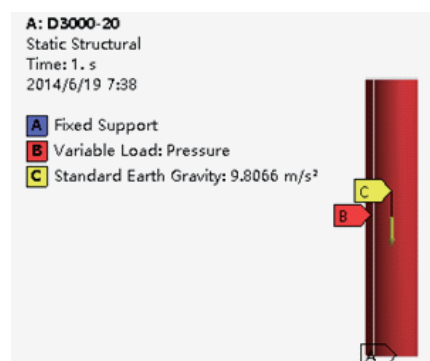 A: D3000-20
Static Structural
Time: 1. s
2014/6/19 7:38
A Fixed Support
B Variable Load: Pressure
C Standard Earth Gravity: 9.8066 m/s²
C
B
A